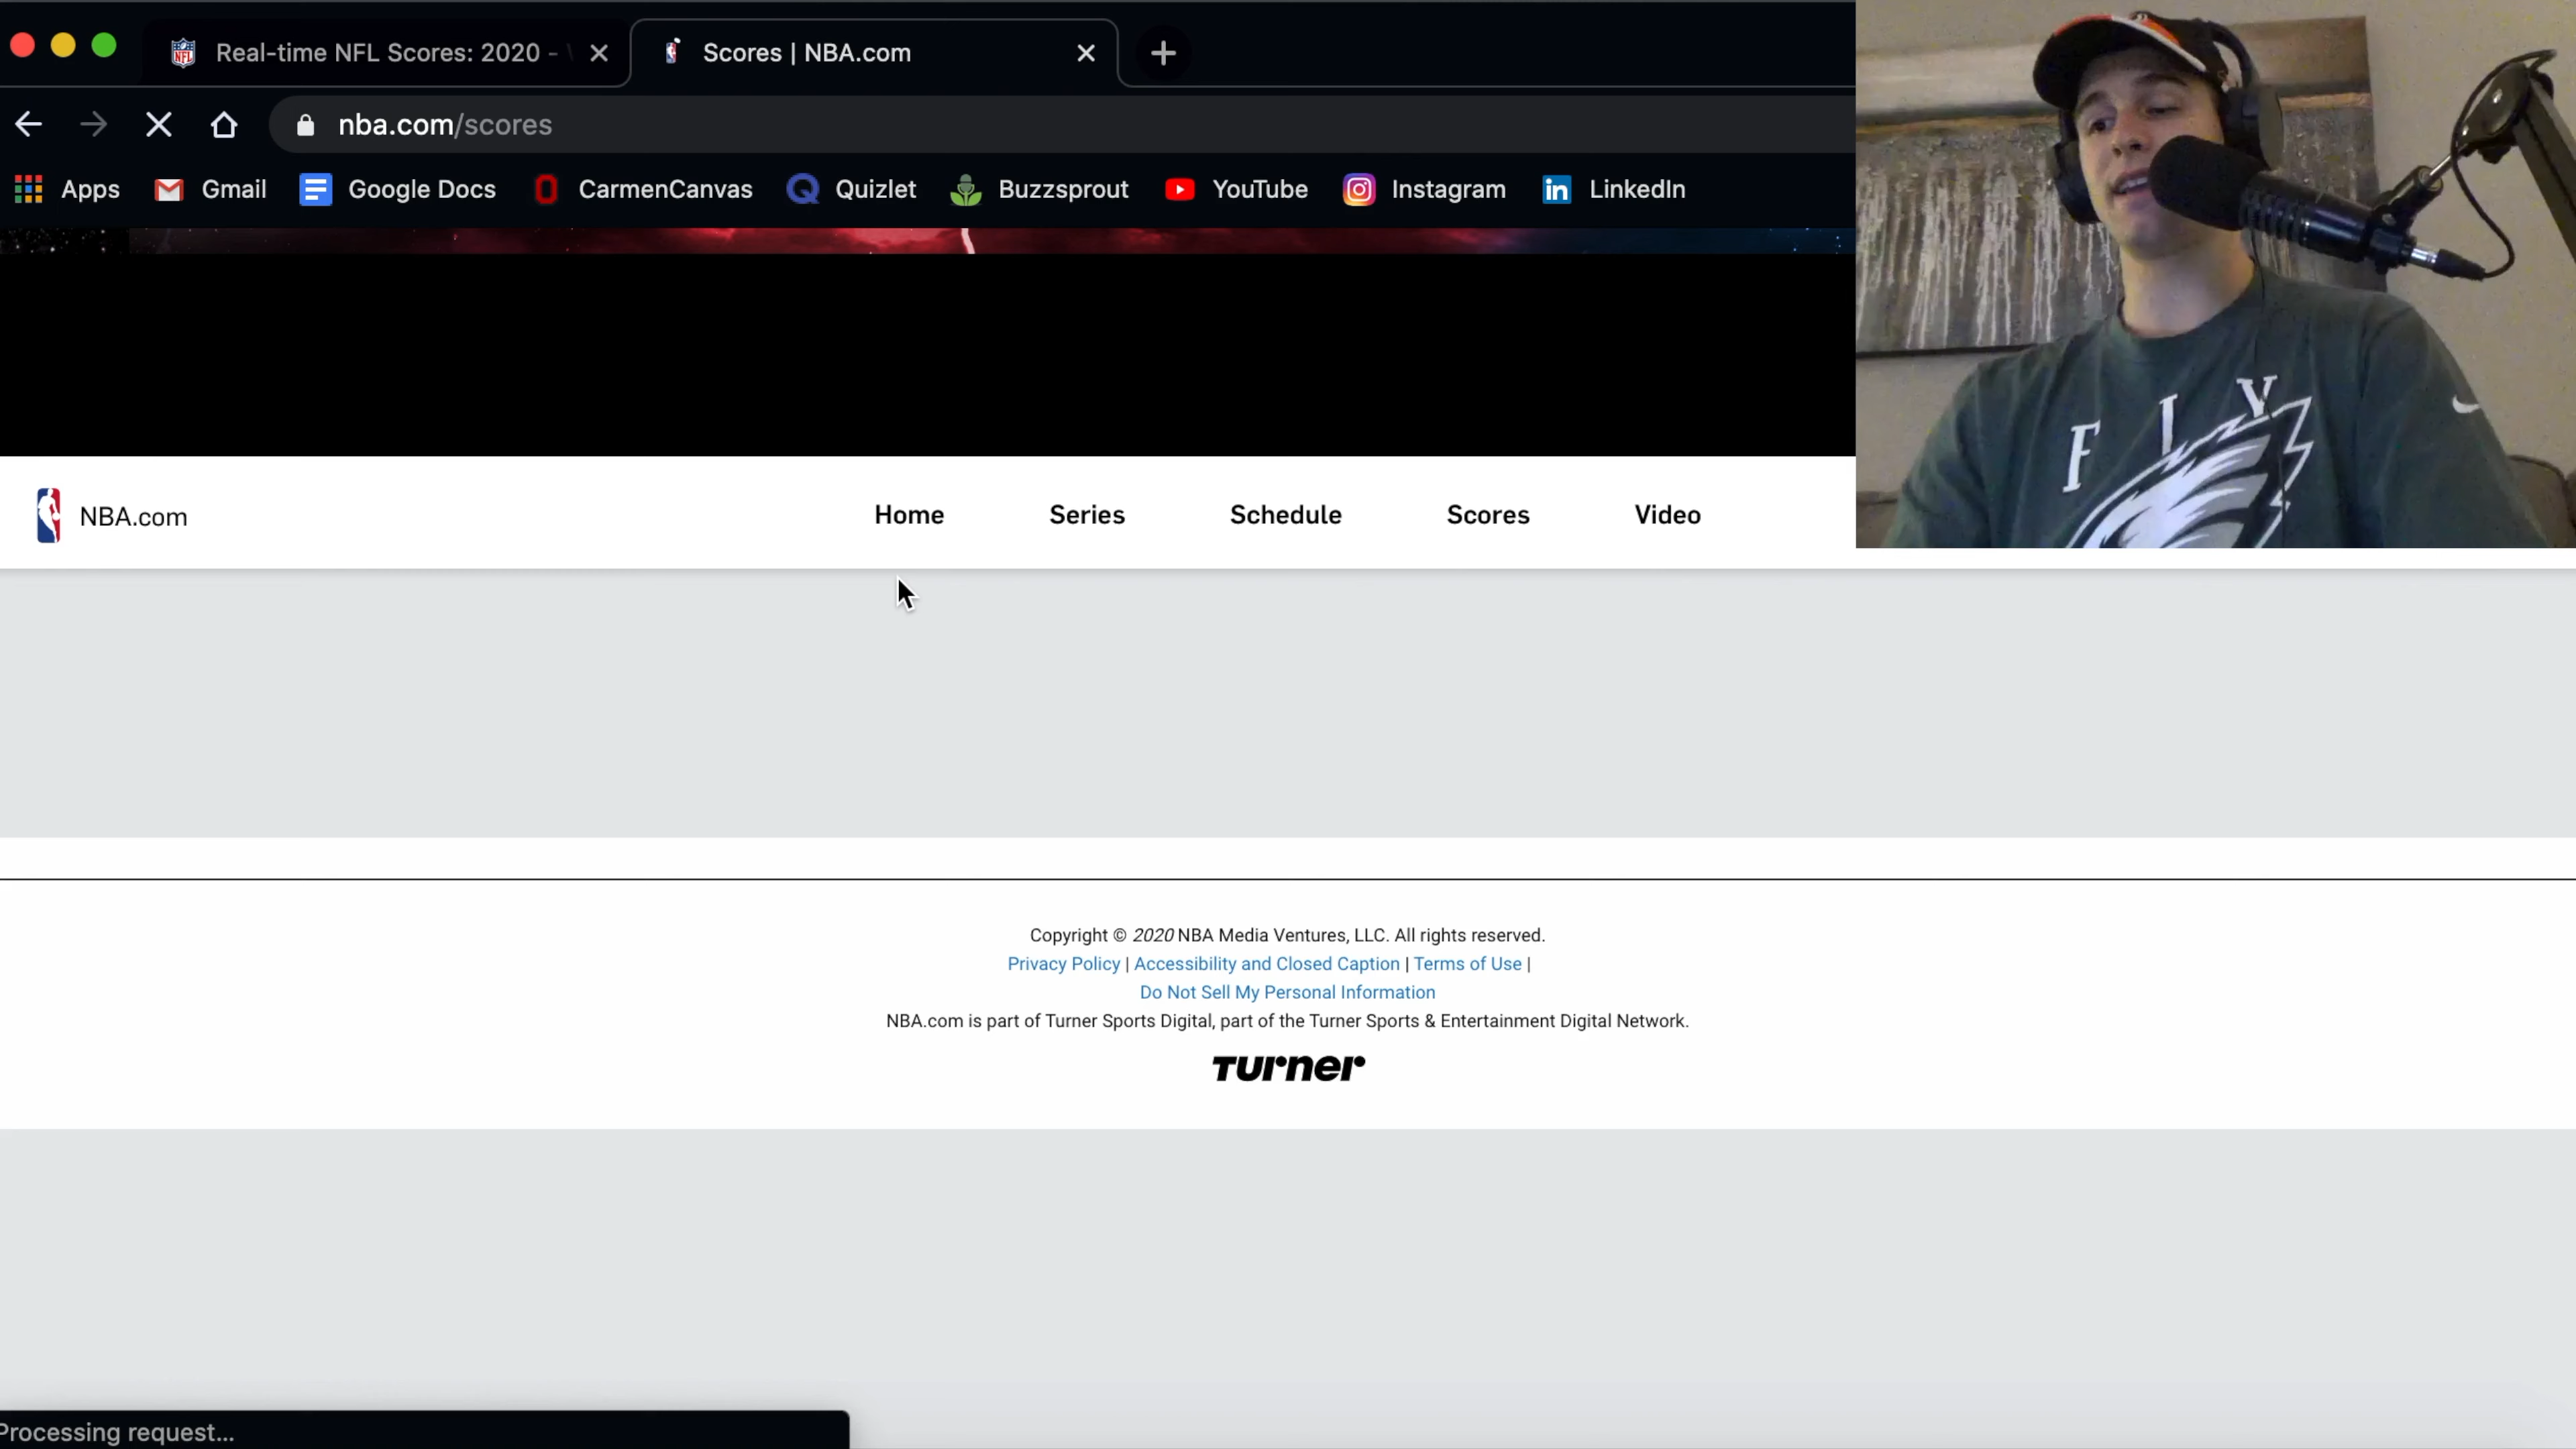 Real-time NFL Scores: 2020 -
Scores | NBA.com
nba.com/scores
Apps Gmail Google Docs CarmenCanvas Quizlet Buzzsprout YouTube Instagram LinkedIn
FLY
NBA.com Home Series Schedule Scores Video
Copyright © 2020 NBA Media Ventures, LLC. All rights reserved.
Privacy Policy | Accessibility and Closed Caption | Terms of Use |
Do Not Sell My Personal Information
NBA.com is part of Turner Sports Digital, part of the Turner Sports & Entertainment Digital Network.
Turner
Processing request...